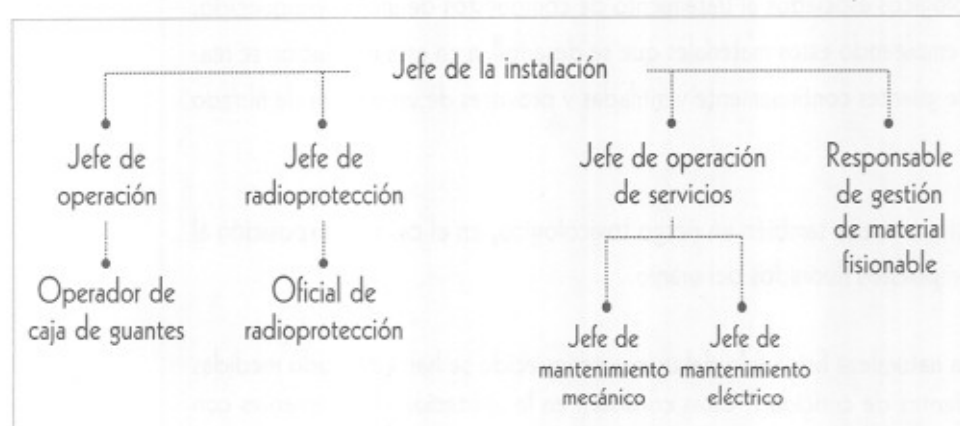 Jefe de la instalación
Jefe de
operación
Jefe de
radioprotección
Jefe de operación
de servicios
Responsable
de gestión
de material
fisionable
Operador de
caja de guantes
Oficial de
radioprotección
Jefe de
mantenimiento
mecánico
Jefe de
mantenimiento
eléctrico